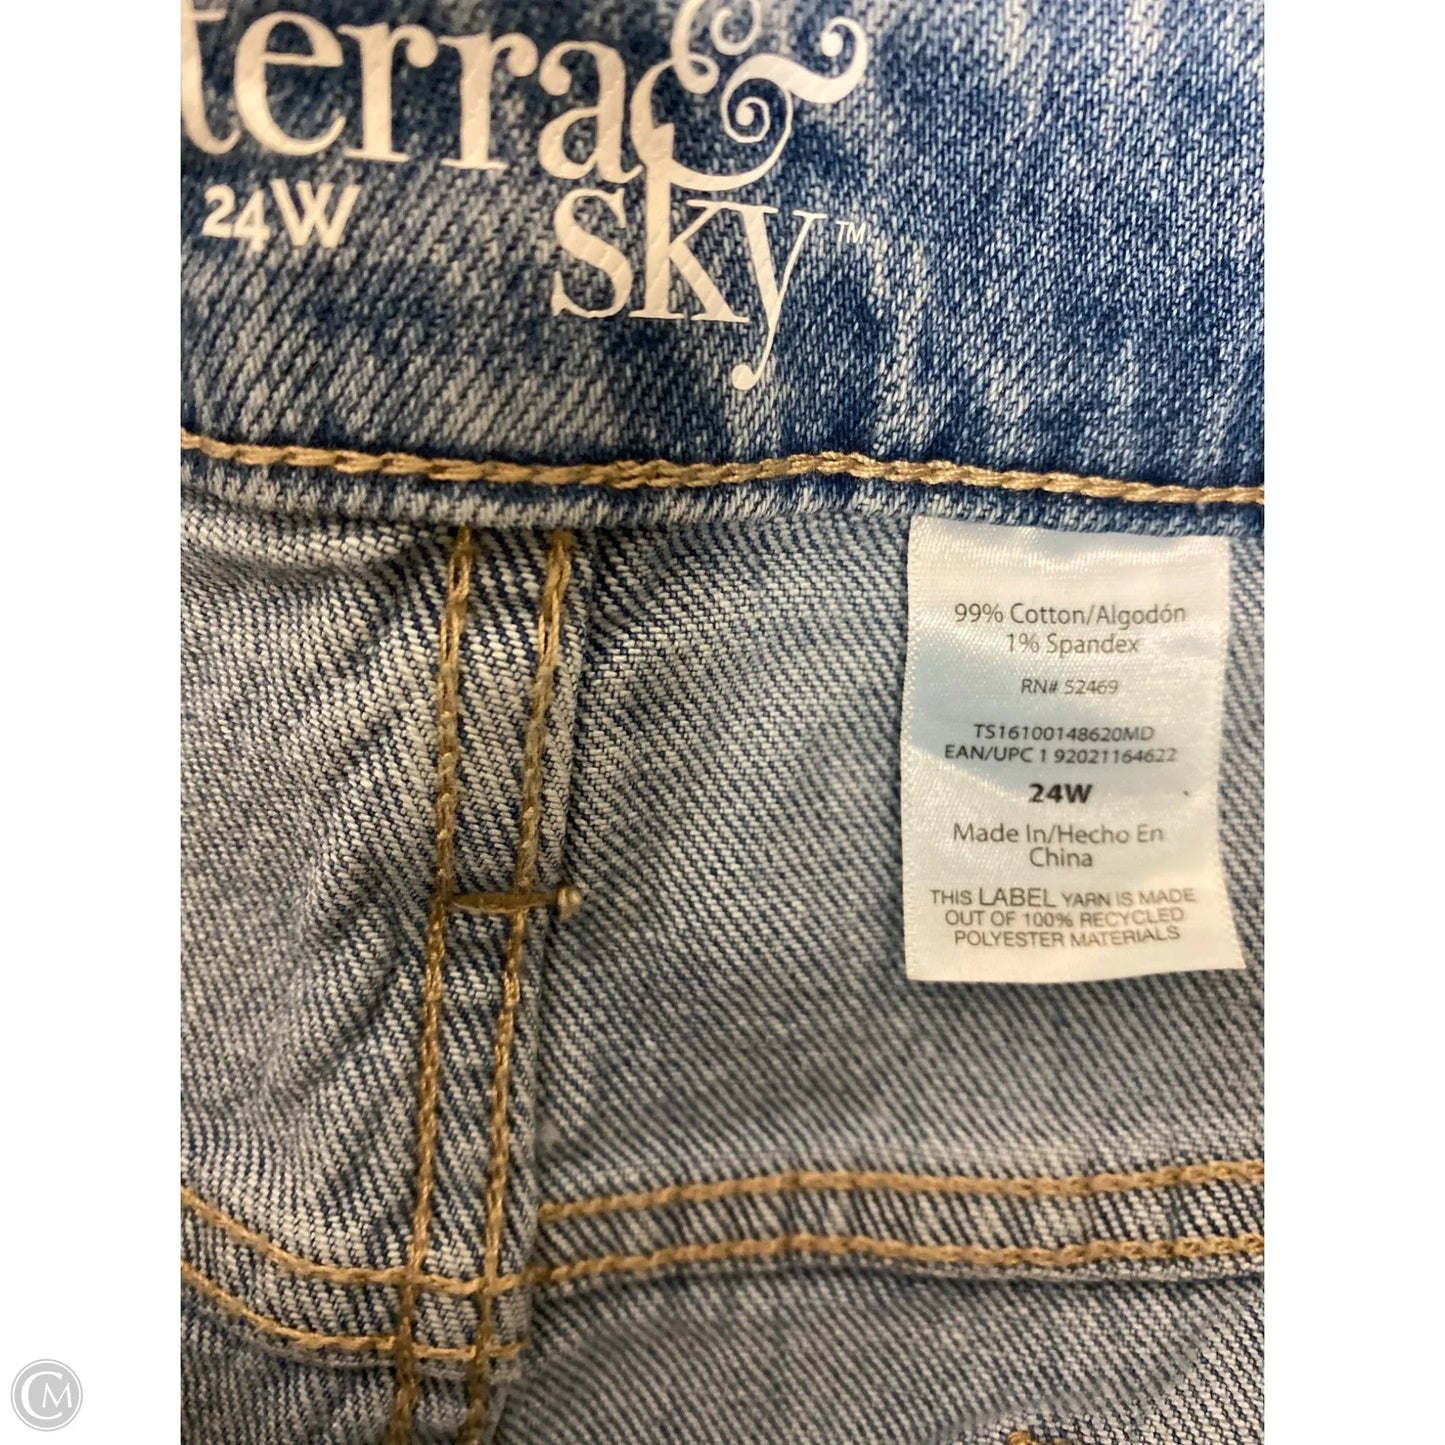 terra &
sky™
24W
99% Cotton/Algodón
1% Spandex
RN# 52469
TS16100148620MD
EAN/UPC 1 92021164622
24W
Made In/Hecho En
China
THIS LABEL YARN IS MADE
OUT OF 100% RECYCLED
POLYESTER MATERIALS
CM